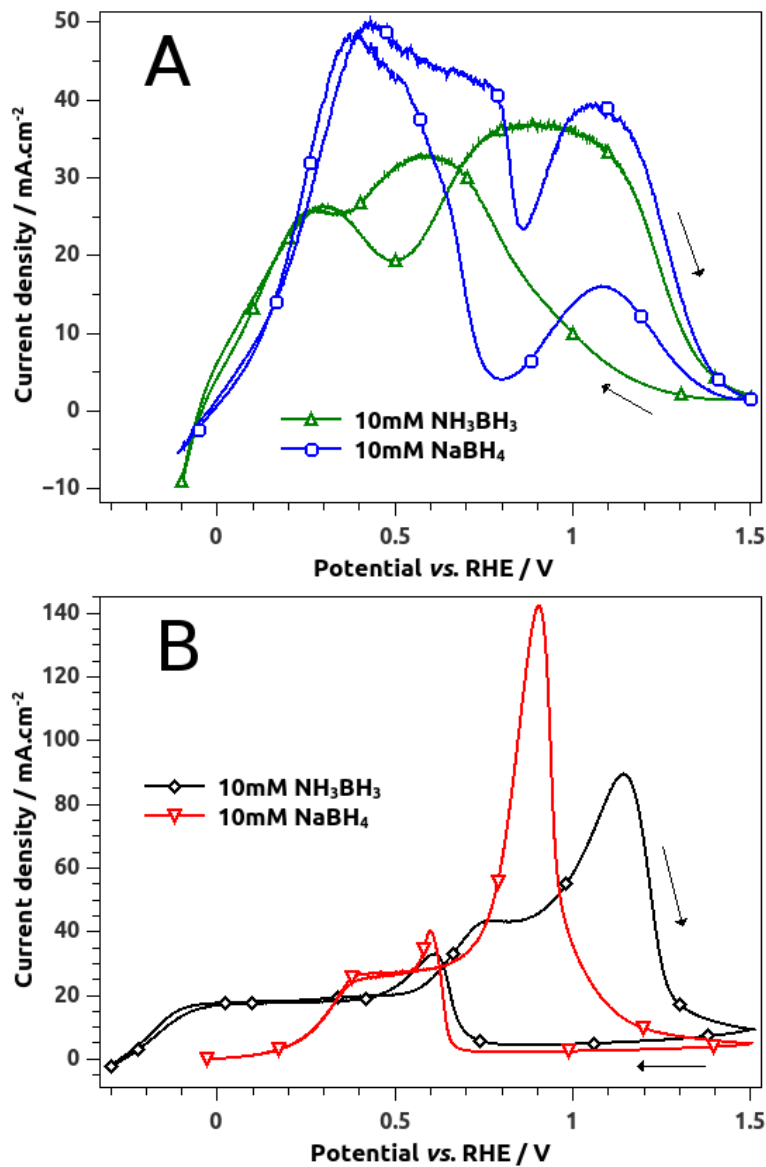 A
50
40
30
20
10
0
−10
Current density / mA.cm-2
10mM NH₃BH₃
10mM NaBH₄
0
0.5
1
1.5
Potential vs. RHE / V
B
140
120
100
80
60
40
20
0
Current density / mA.cm-2
10mM NH₃BH₃
10mM NaBH₄
0
0.5
1
1.5
Potential vs. RHE / V